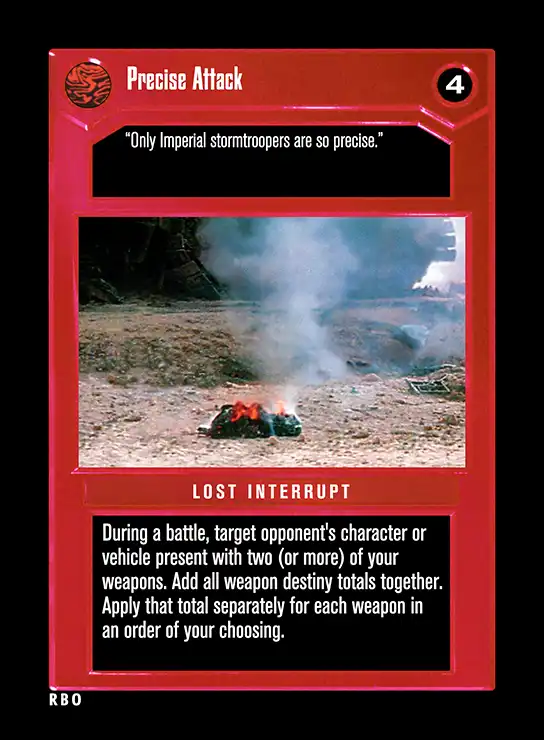 Precise Attack
4
“Only Imperial stormtroopers are so precise.”
LOST INTERRUPT
During a battle, target opponent's character or
vehicle present with two (or more) of your
weapons. Add all weapon destiny totals together.
Apply that total separately for each weapon in
an order of your choosing.
RBO